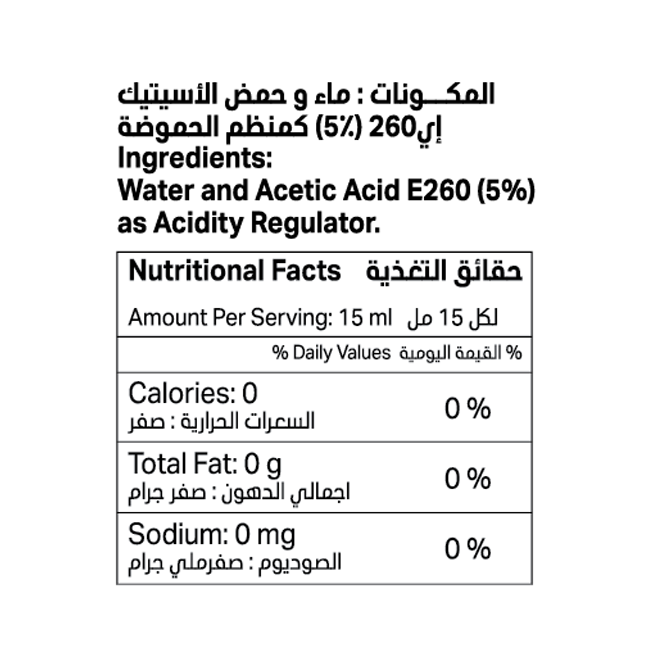 المكـــونات : ماء و حمض الأسيتيك
إي260 (5٪) كمنظم الحموضة
Ingredients:
Water and Acetic Acid E260 (5%)
as Acidity Regulator.
Nutritional Facts حقائق التغذية
Amount Per Serving: 15 ml لكل 15 مل
% Daily Values القيمة اليومية %
Calories: 0
السعرات الحرارية : صفر
0 %
Total Fat: 0 g
اجمالي الدهون : صفر جرام
0 %
Sodium: 0 mg
الصوديوم : صفرملي جرام
0 %